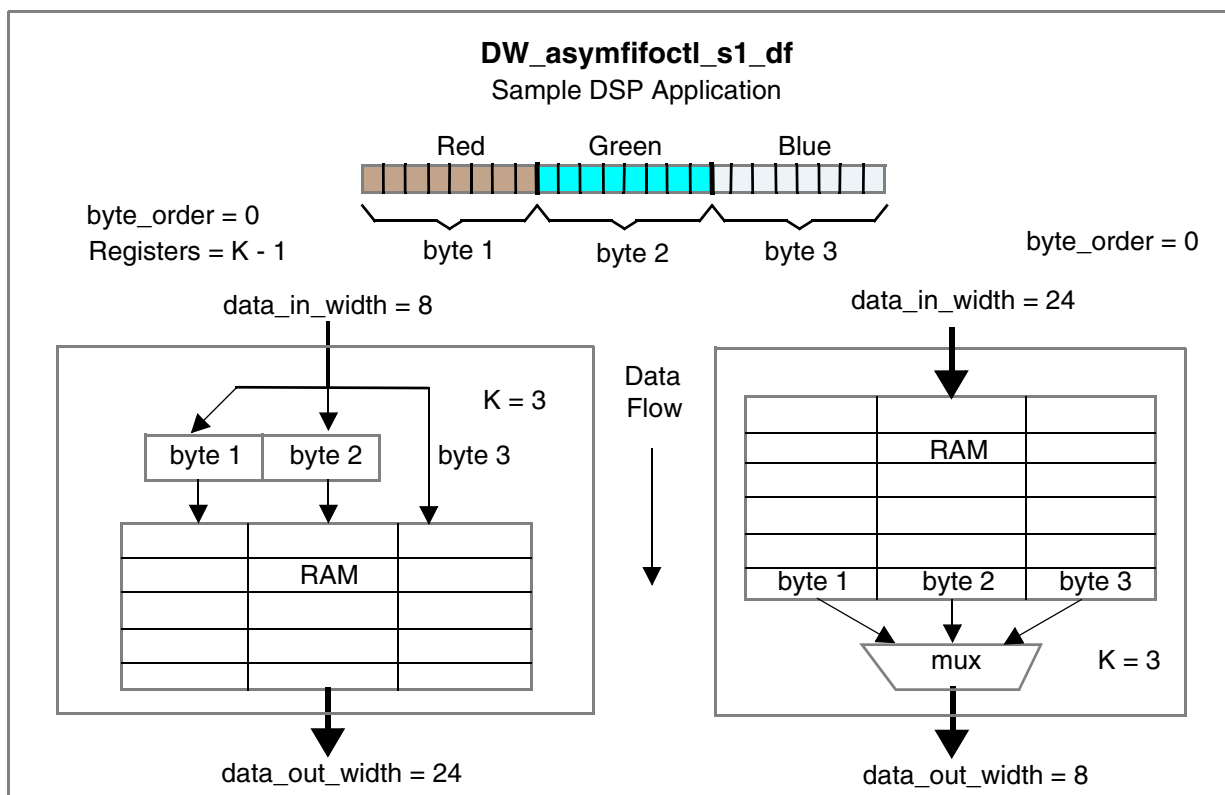 DW_asymfifoctl_s1_df
Sample DSP Application
Red Green Blue
byte_order = 0
Registers = K - 1
byte 1 byte 2 byte 3
byte_order = 0
data_in_width = 8
data_in_width = 24
K = 3
byte 1 byte 2 byte 3
RAM
data_out_width = 24
Data
Flow
RAM
byte 1 byte 2 byte 3
mux
K = 3
data_out_width = 8